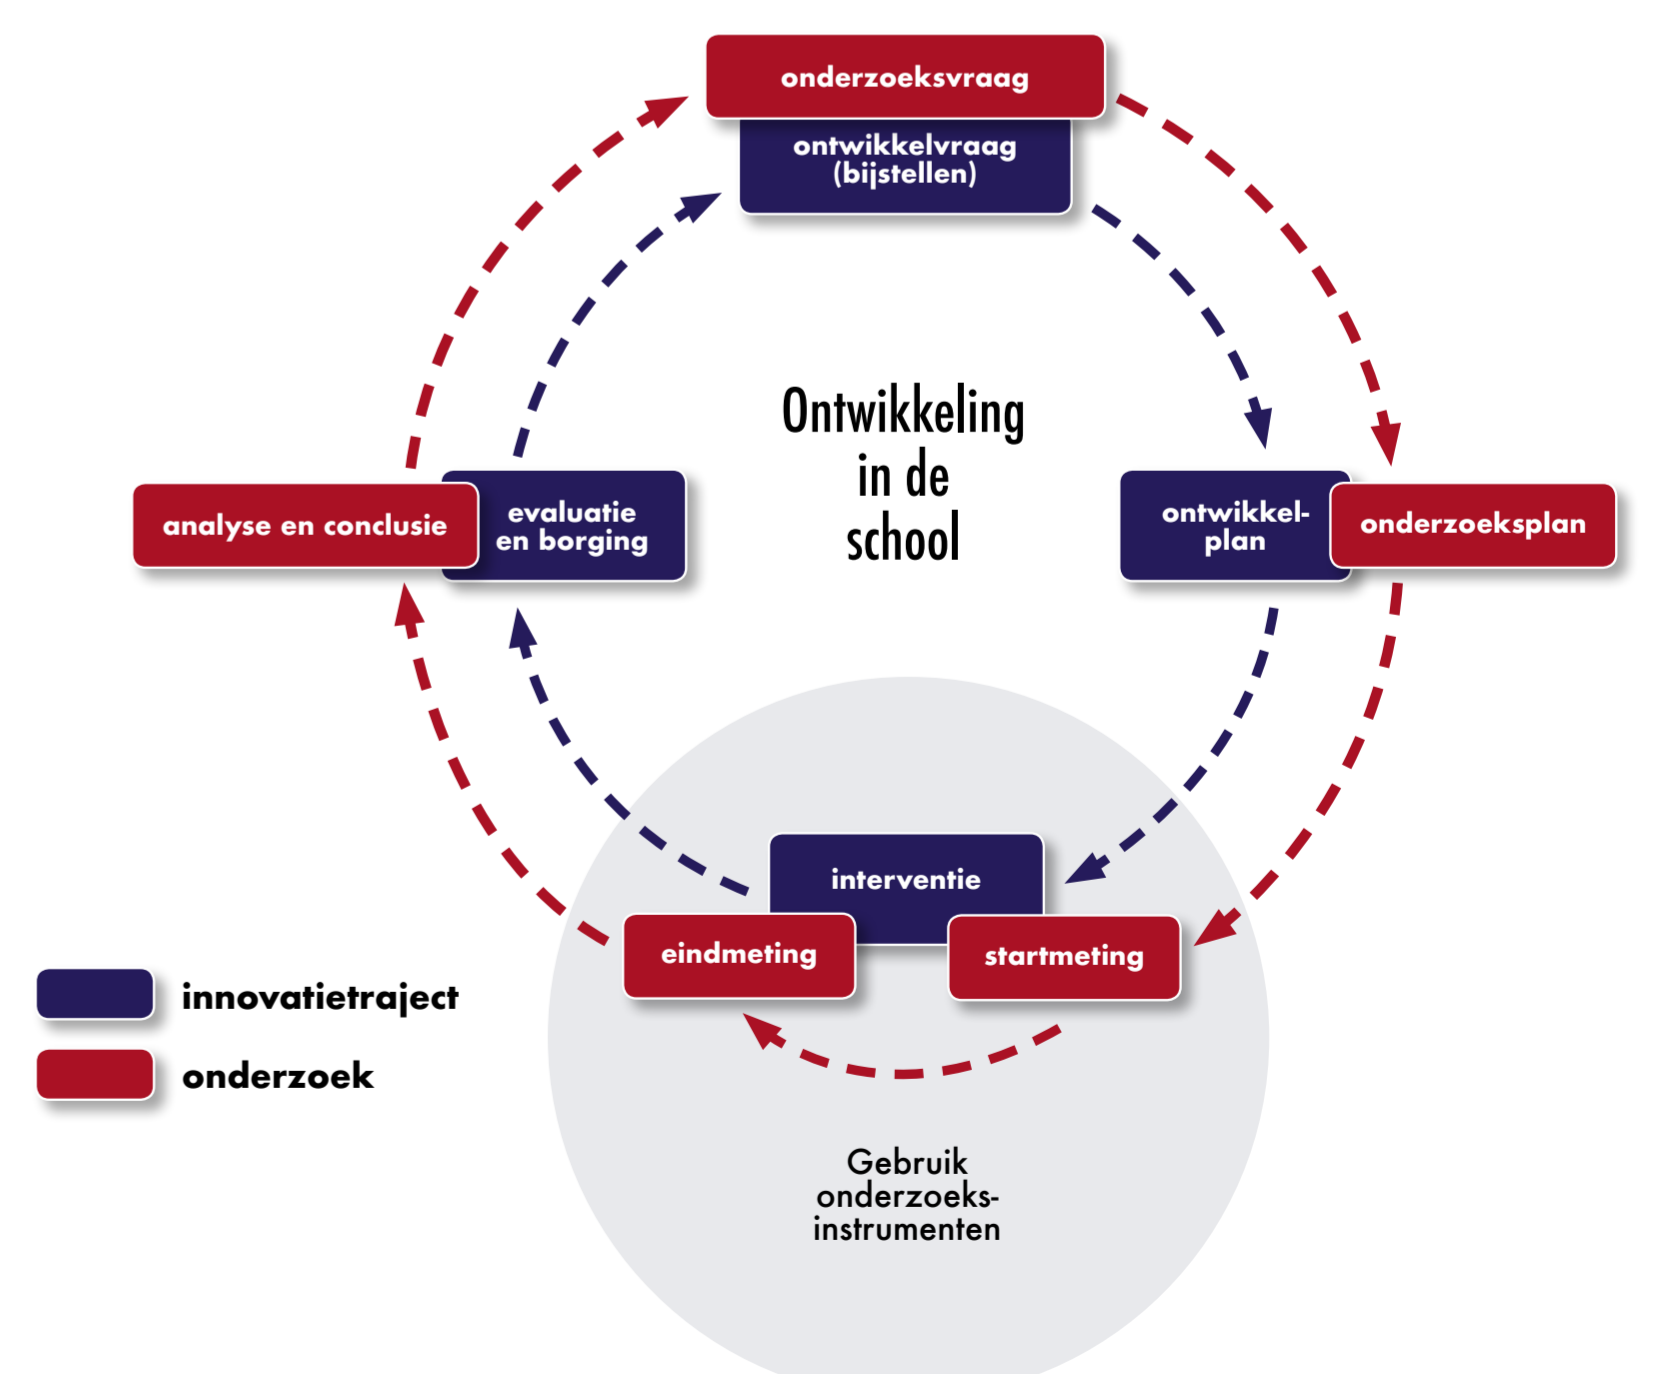 onderzoeksvraag
ontwikkelvraag
(bijstellen)
Ontwikkeling
in de
school
analyse en conclusie
evaluatie
en borging
ontwikkel-
plan
onderzoeksplan
interventie
eindmeting
startmeting
innovatietraject
onderzoek
Gebruik
onderzoeks-
instrumenten